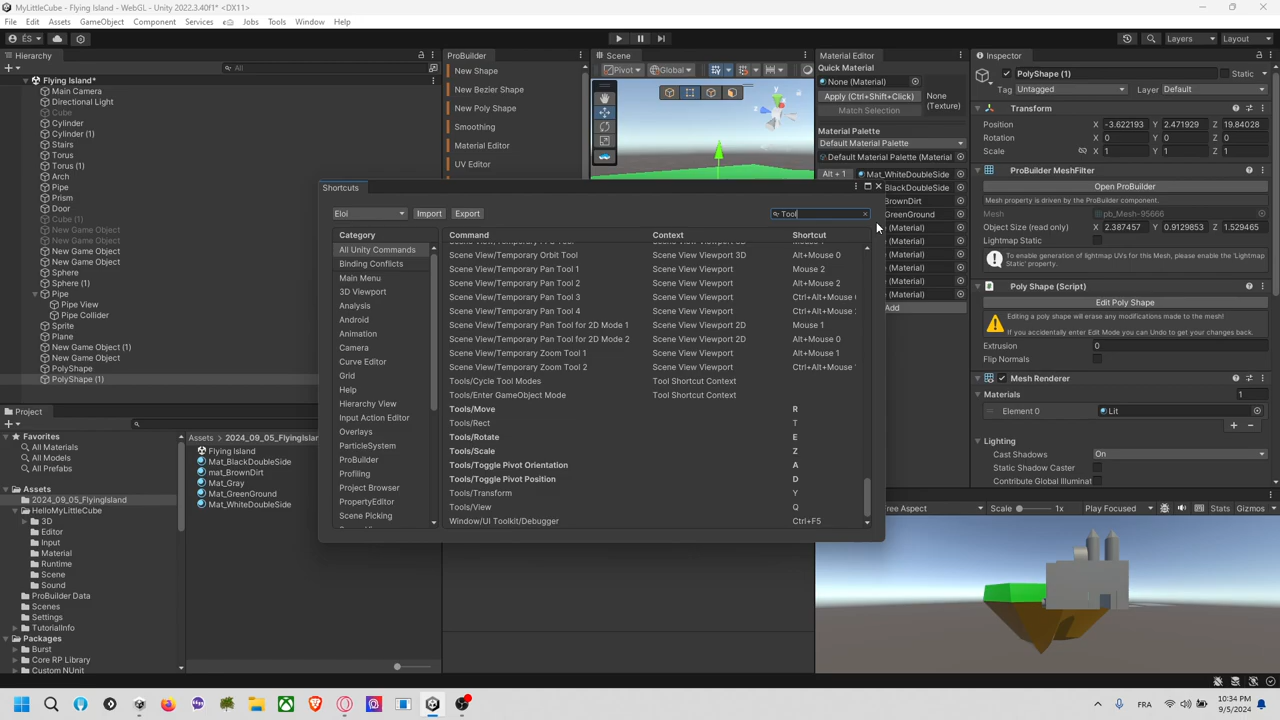 MyLittleCube - Flying Island - WebGL - Unity 2022.3.40f1* <DX11>
File Edit Assets GameObject Component Services Jobs Tools Window Help
ÉS Layers Layout
Hierarchy
All
Flying Island*
Main Camera
Directional Light
Cube
Cylinder
Cylinder (1)
Stairs
Torus
Torus (1)
Arch
Pipe
Prism
Door
Cube
New Game Object
New Game Object
New Game Object
Sphere
Sphere (1)
Pipe
Pipe View
Pipe Collider
Sprite
Plane
New Game Object (1)
New Game Object
PolyShape
PolyShape (1)
ProBuilder
New Shape
New Bezier Shape
New Poly Shape
Smoothing
Material Editor
UV Editor
Scene
Pivot Global
Material Editor
Quick Material
None (Material)
Apply (Ctrl+Shift+Click)
None (Texture)
Match Selection
Material Palette
Default Material Palette
Default Material Palette (Material
Alt + 1 Mat_WhiteDoubleSide
BlackDoubleSide
BrownDirt
GreenGround
(Material)
(Material)
(Material)
(Material)
(Material)
(Material)
Add
Inspector
PolyShape (1) Static
Tag Untagged Layer Default
Transform
Position X -3.622193 Y 2.471929 Z 19.84028
Rotation X 0 Y 0 Z 0
Scale X 1 Y 1 Z 1
ProBuilder MeshFilter
Open ProBuilder
Mesh property is driven by the ProBuilder component.
Mesh pb_Mesh-95666
Object Size (read only) X 2.387457 Y 0.9129853 Z 1.529465
Lightmap Static
To enable generation of lightmap UVs for this Mesh, please enable the 'Lightmap Static' property.
Poly Shape (Script)
Edit Poly Shape
Editing a poly shape will erase any modifications made to the mesh!
If you accidentally enter Edit Mode you can Undo to get your changes back.
Extrusion 0
Flip Normals
Mesh Renderer
Materials 1
Element 0 Lit
Lighting
Cast Shadows On
Static Shadow Caster
Contribute Global Illuminat
Shortcuts
Eloi Import Export Tool
Category Command Context Shortcut
All Unity Commands
Binding Conflicts
Main Menu
3D Viewport
Analysis
Android
Animation
Camera
Curve Editor
Grid
Help
Hierarchy View
Input Action Editor
Overlays
ParticleSystem
ProBuilder
Profiling
Project Browser
PropertyEditor
Scene Picking
Scene View/Temporary Orbit Tool Scene View Viewport 3D Alt+Mouse 0
Scene View/Temporary Pan Tool 1 Scene View Viewport Mouse 2
Scene View/Temporary Pan Tool 2 Scene View Viewport Alt+Mouse 2
Scene View/Temporary Pan Tool 3 Scene View Viewport Ctrl+Alt+Mouse
Scene View/Temporary Pan Tool 4 Scene View Viewport Ctrl+Alt+Mouse
Scene View/Temporary Pan Tool for 2D Mode 1 Scene View Viewport 2D Mouse 1
Scene View/Temporary Pan Tool for 2D Mode 2 Scene View Viewport 2D Alt+Mouse 0
Scene View/Temporary Zoom Tool 1 Scene View Viewport Alt+Mouse 1
Scene View/Temporary Zoom Tool 2 Scene View Viewport Ctrl+Alt+Mouse
Tools/Cycle Tool Modes Tool Shortcut Context
Tools/Enter GameObject Mode Tool Shortcut Context
Tools/Move R
Tools/Rect T
Tools/Rotate E
Tools/Scale Z
Tools/Toggle Pivot Orientation A
Tools/Toggle Pivot Position D
Tools/Transform Y
Tools/View Q
Window/UI Toolkit/Debugger Ctrl+F5
Project
Favorites
All Materials
All Models
All Prefabs
Assets
2024_09_05_FlyingIsland
HelloMyLittleCube
3D
Editor
Input
Material
Runtime
Scene
Sound
ProBuilder Data
Scenes
Settings
TutorialInfo
Packages
Burst
Core RP Library
Custom NUnit
Assets > 2024_09_05_FlyingIslan
Flying Island
Mat_BlackDoubleSide
mat_BrownDirt
Mat_Gray
Mat_GreenGround
Mat_WhiteDoubleSide
ree Aspect Scale 1x Play Focused Stats Gizmos
FRA 10:34 PM
9/5/2024